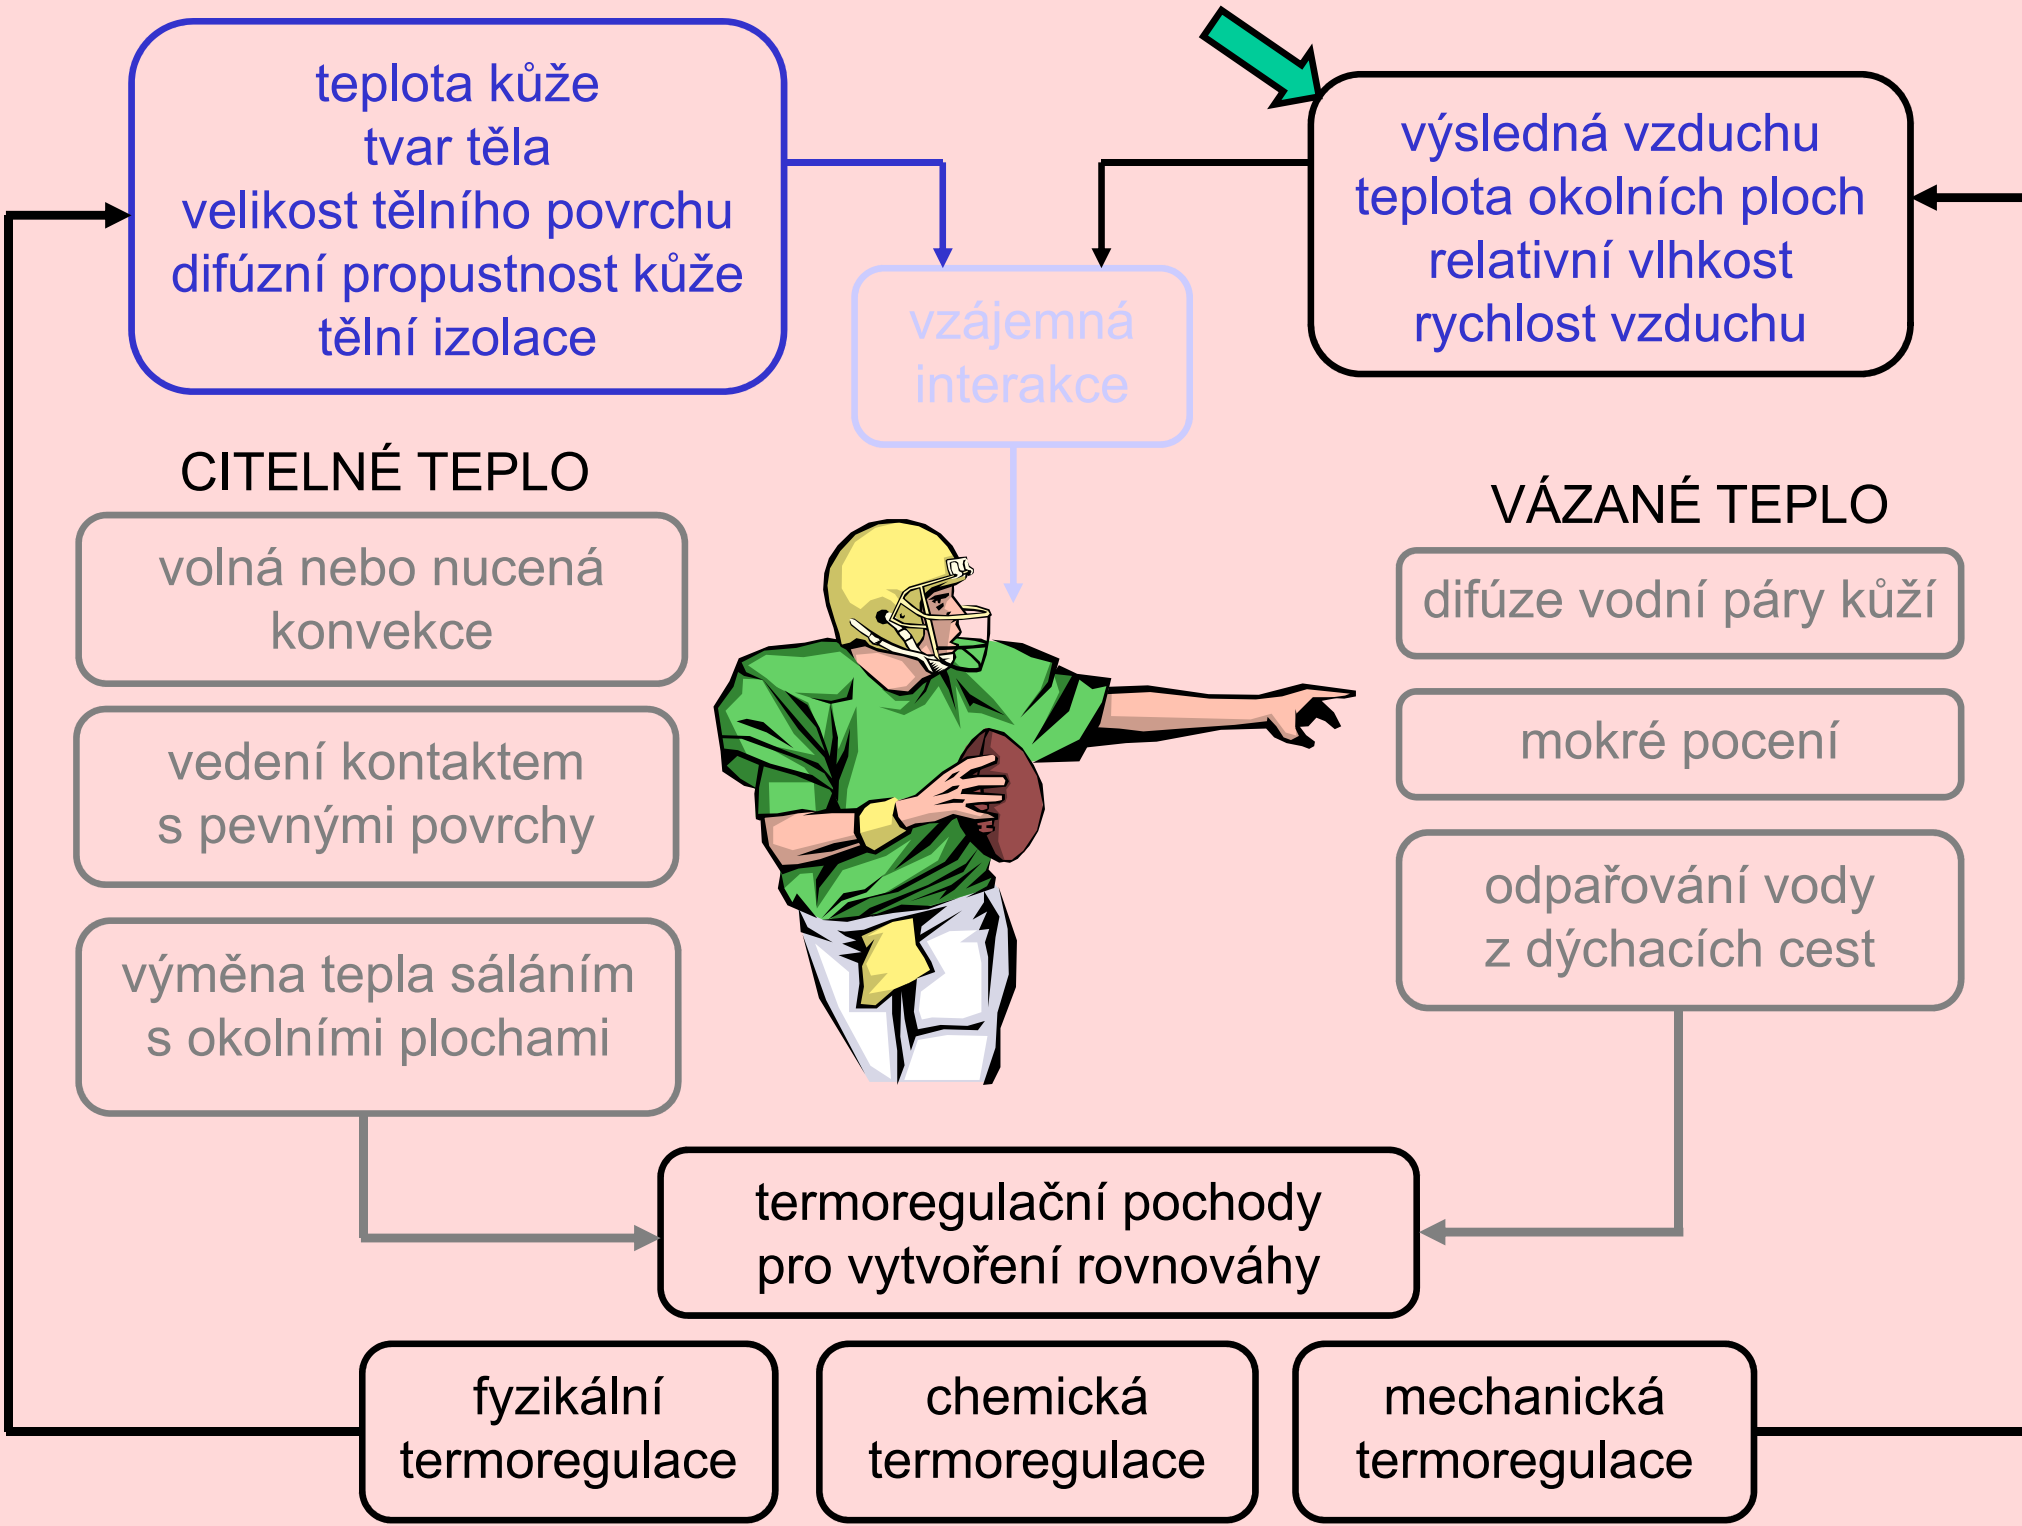 teplota kůže
tvar těla
velikost tělního povrchu
difúzní propustnost kůže
tělní izolace
výsledná vzduchu
teplota okolních ploch
relativní vlhkost
rychlost vzduchu
vzájemná
interakce
CITELNÉ TEPLO
volná nebo nucená
konvekce
vedení kontaktem
s pevnými povrchy
výměna tepla sáláním
s okolními plochami
VÁZANÉ TEPLO
difúze vodní páry kůží
mokré pocení
odpařování vody
z dýchacích cest
termoregulační pochody
pro vytvoření rovnováhy
fyzikální
termoregulace
chemická
termoregulace
mechanická
termoregulace